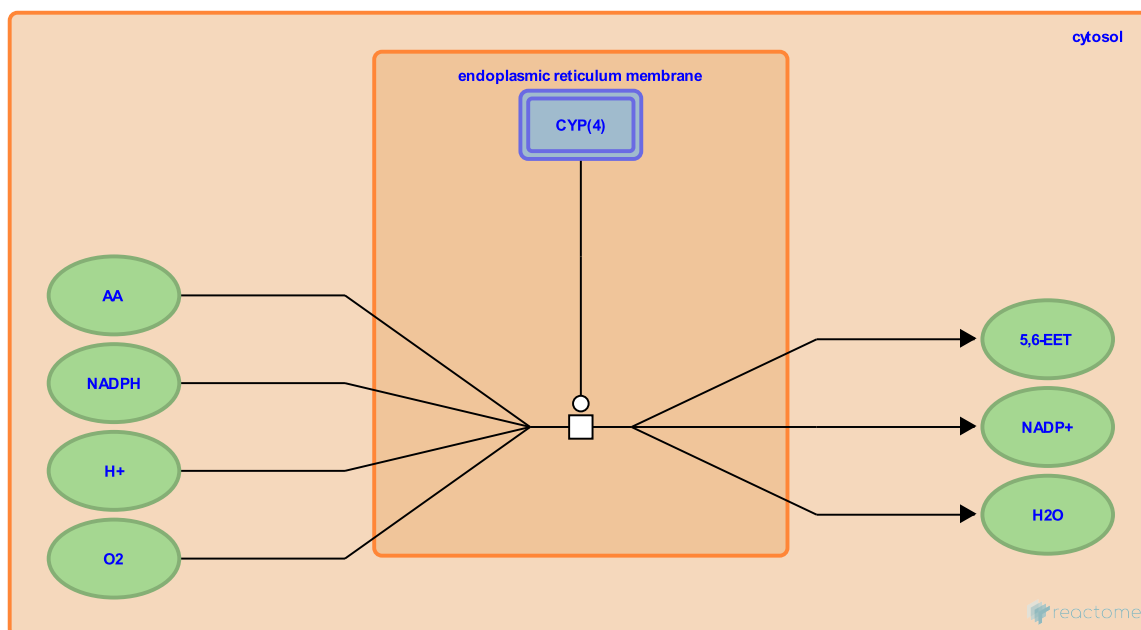 cytosol
endoplasmic reticulum membrane
CYP(4)
AA
NADPH
H+
O2
5,6-EET
NADP+
H2O
reactome